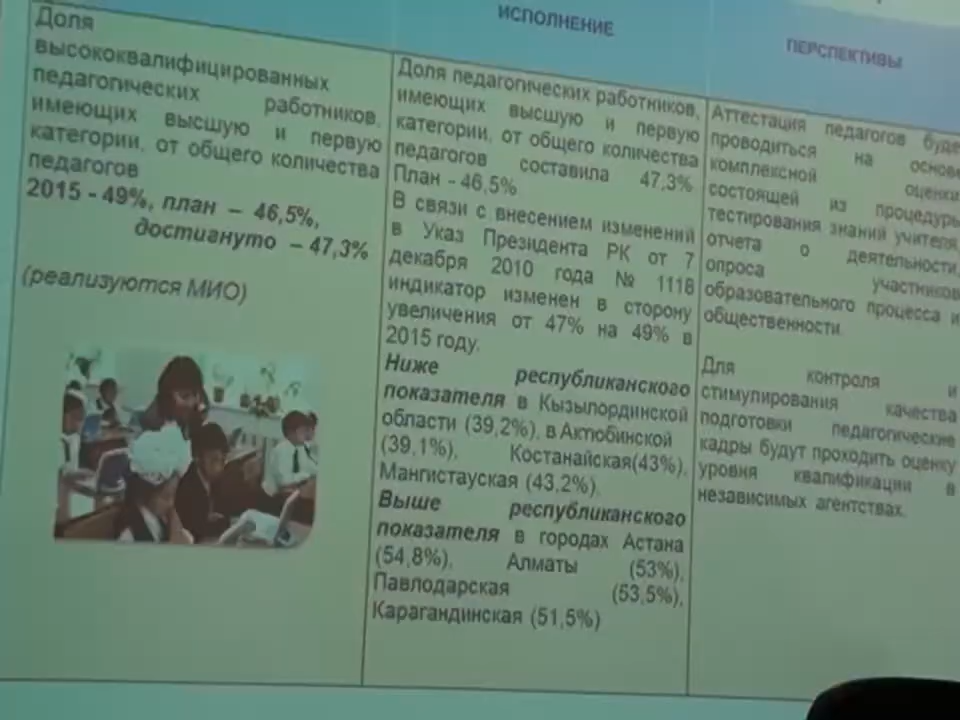 ИСПОЛНЕНИЕ
ПЕРСПЕКТИВЫ
Доля
высококвалифицированных
педагогических работников,
имеющих высшую и первую
категории, от общего количества
педагогов
2015 - 49%, план – 46,5%,
достигнуто – 47,3%
(реализуются МИО)
Доля педагогических работников,
имеющих высшую и первую
категории, от общего количества
педагогов составила 47,3%
План - 46,5%
В связи с внесением изменений
в Указ Президента РК от 7
декабря 2010 года № 1118
индикатор изменен в сторону
увеличения от 47% на 49% в
2015 году.
Ниже республиканского
показателя в Кызылординской
области (39,2%), в Актюбинской
(39,1%), Костанайская(43%),
Мангистауская (43,2%),
Выше республиканского
показателя в городах Астана
(54,8%), Алматы (53%),
Павлодарская (53,5%),
Карагандинская (51,5%)
Аттестация педагогов буде
проводиться на основе
комплексной оценки,
состоящей из процедуры
тестирования знаний учителя,
отчета о деятельности,
опроса участников
образовательного процесса и
общественности.
Для контроля и
стимулирования качества
подготовки педагогические
кадры будут проходить оценку
уровня квалификации в
независимых агентствах.